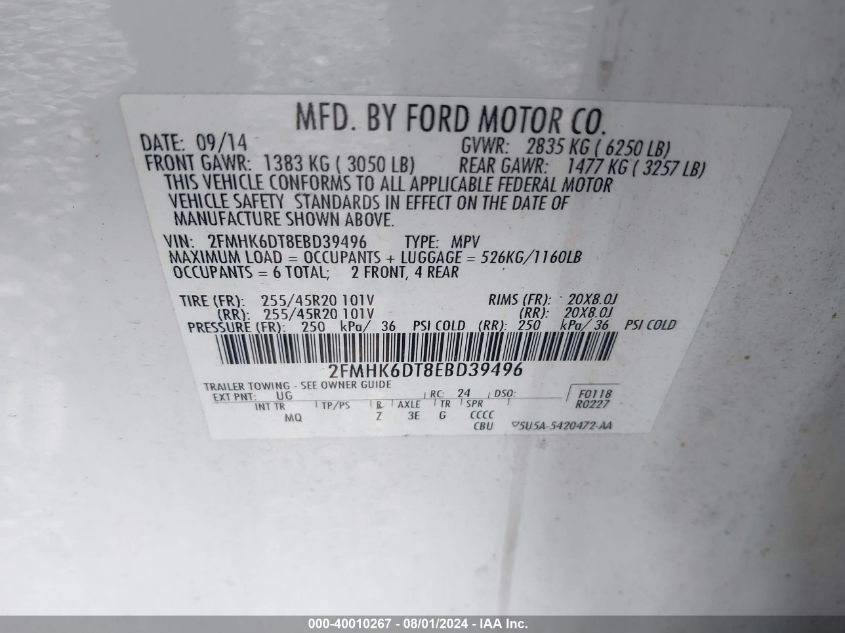 MFD. BY FORD MOTOR CO.
DATE: 09/14 GVWR: 2835 KG ( 6250 LB)
FRONT GAWR: 1383 KG ( 3050 LB) REAR GAWR: 1477 KG ( 3257 LB)
THIS VEHICLE CONFORMS TO ALL APPLICABLE FEDERAL MOTOR
VEHICLE SAFETY STANDARDS IN EFFECT ON THE DATE OF
MANUFACTURE SHOWN ABOVE.
VIN: 2FMHK6DT8EBD39496 TYPE: MPV
MAXIMUM LOAD = OCCUPANTS + LUGGAGE = 526KG/1160LB
OCCUPANTS = 6 TOTAL; 2 FRONT, 4 REAR
TIRE (FR): 255/45R20 101V RIMS (FR): 20X8.0J
(RR): 255/45R20 101V (RR): 20X8.0J
PRESSURE (FR): 250 kPa/ 36 PSI COLD (RR): 250 kPa/ 36 PSI COLD
2FMHK6DT8EBD39496
TRAILER TOWING - SEE OWNER GUIDE
EXT PNT: UG RC: 24 DSO: F0118
R0227
INT TR TP/PS R AXLE TR SPR
MQ Z 3E G CCCC
CBU 5U5A-5420472-AA
000-40010267 - 08/01/2024 - IAA Inc.